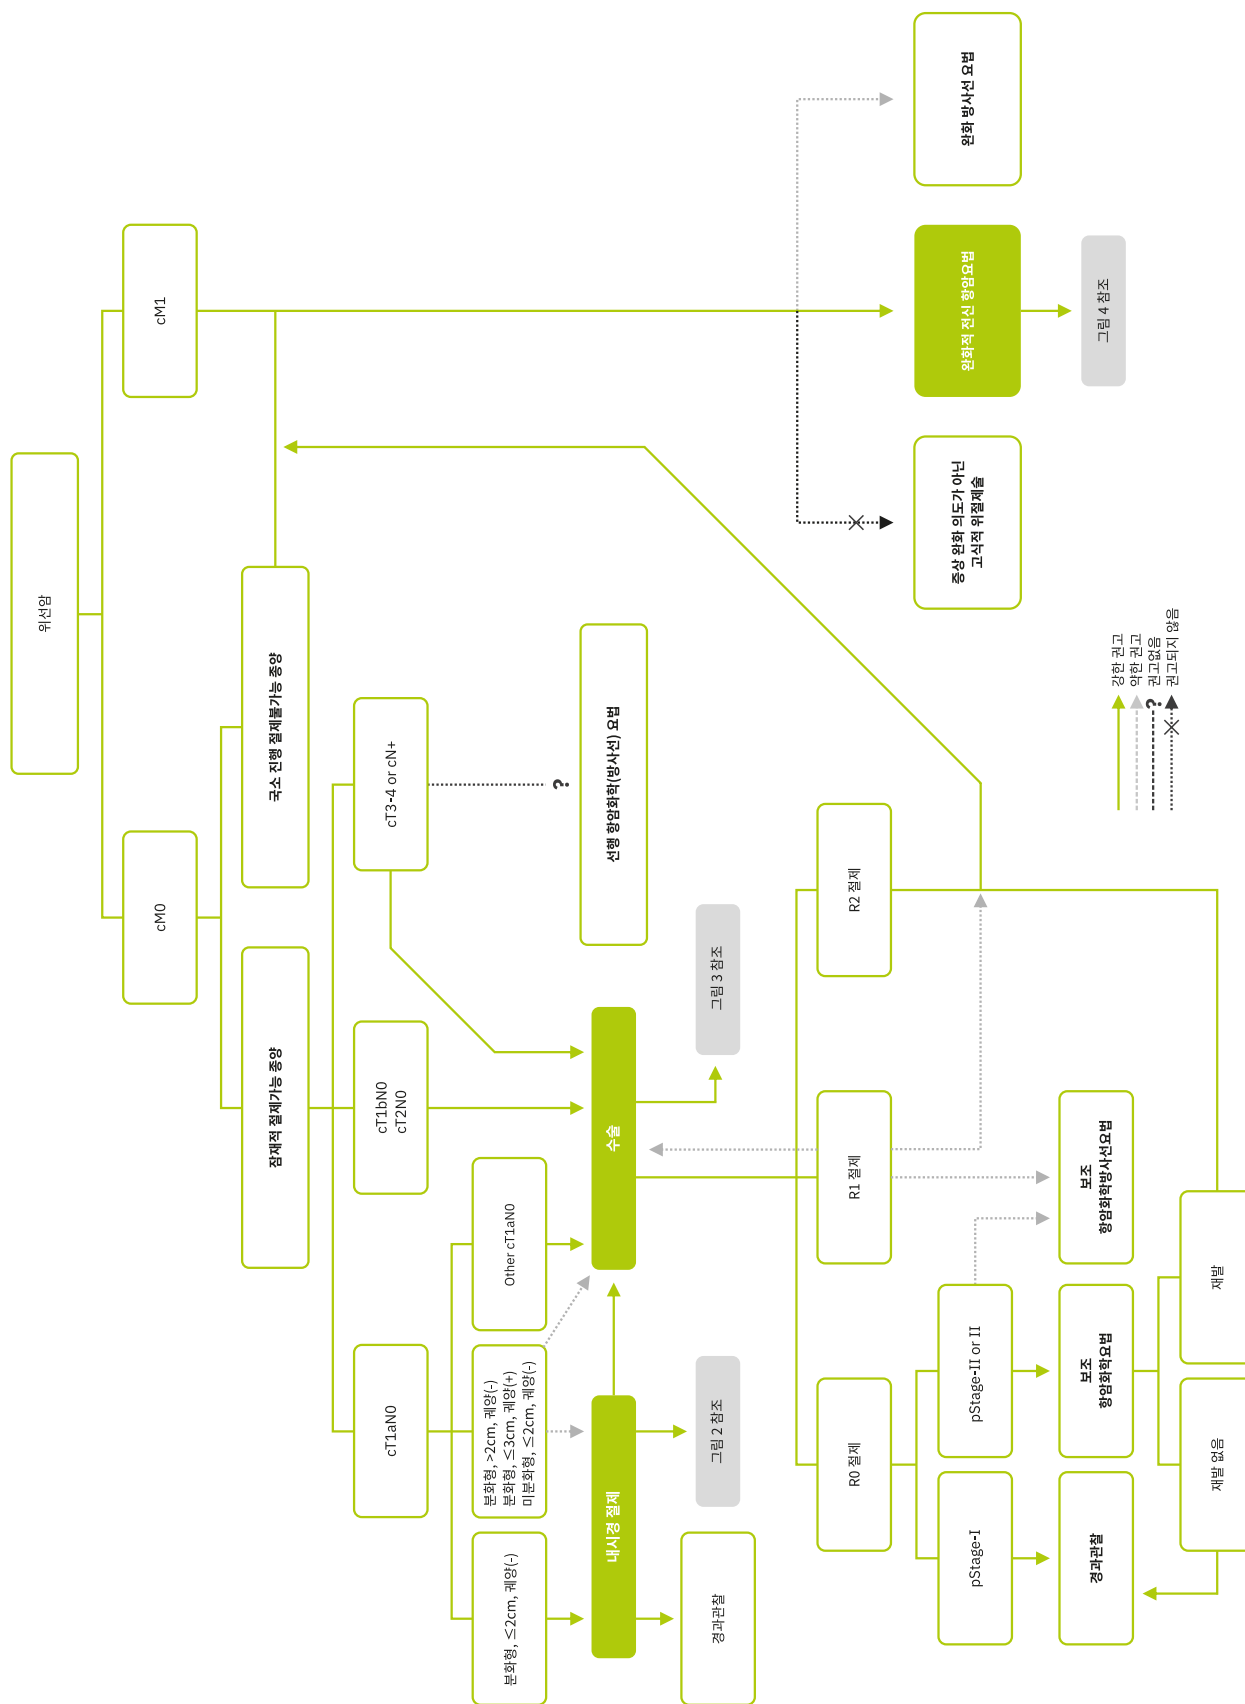 위선암
cM0
cM1
잠재적 절제가능 종양
국소 진행 절제불가능 종양
cT1aN0
cT1bN0
cT2N0
cT3-4 or cN+
분화형, ≤2cm, 궤양(-)
분화형, >2cm, 궤양(-)
분화형, ≤3cm, 궤양(+)
미분화형, ≤2cm, 궤양(-)
Other cT1aN0
?
내시경 절제
수술
선행 항암화학(방사선) 요법
경과관찰
그림 2 참조
그림 3 참조
R0 절제
R1 절제
R2 절제
pStage-I
pStage-II or II
경과관찰
보조
항암화학요법
보조
항암화학방사선요법
재발 없음
재발
증상 완화 의도가 아닌
고식적 위절제술
완화적 전신 항암요법
완화 방사선 요법
그림 4 참조
강한 권고
약한 권고
? 권고없음
권고되지 않음